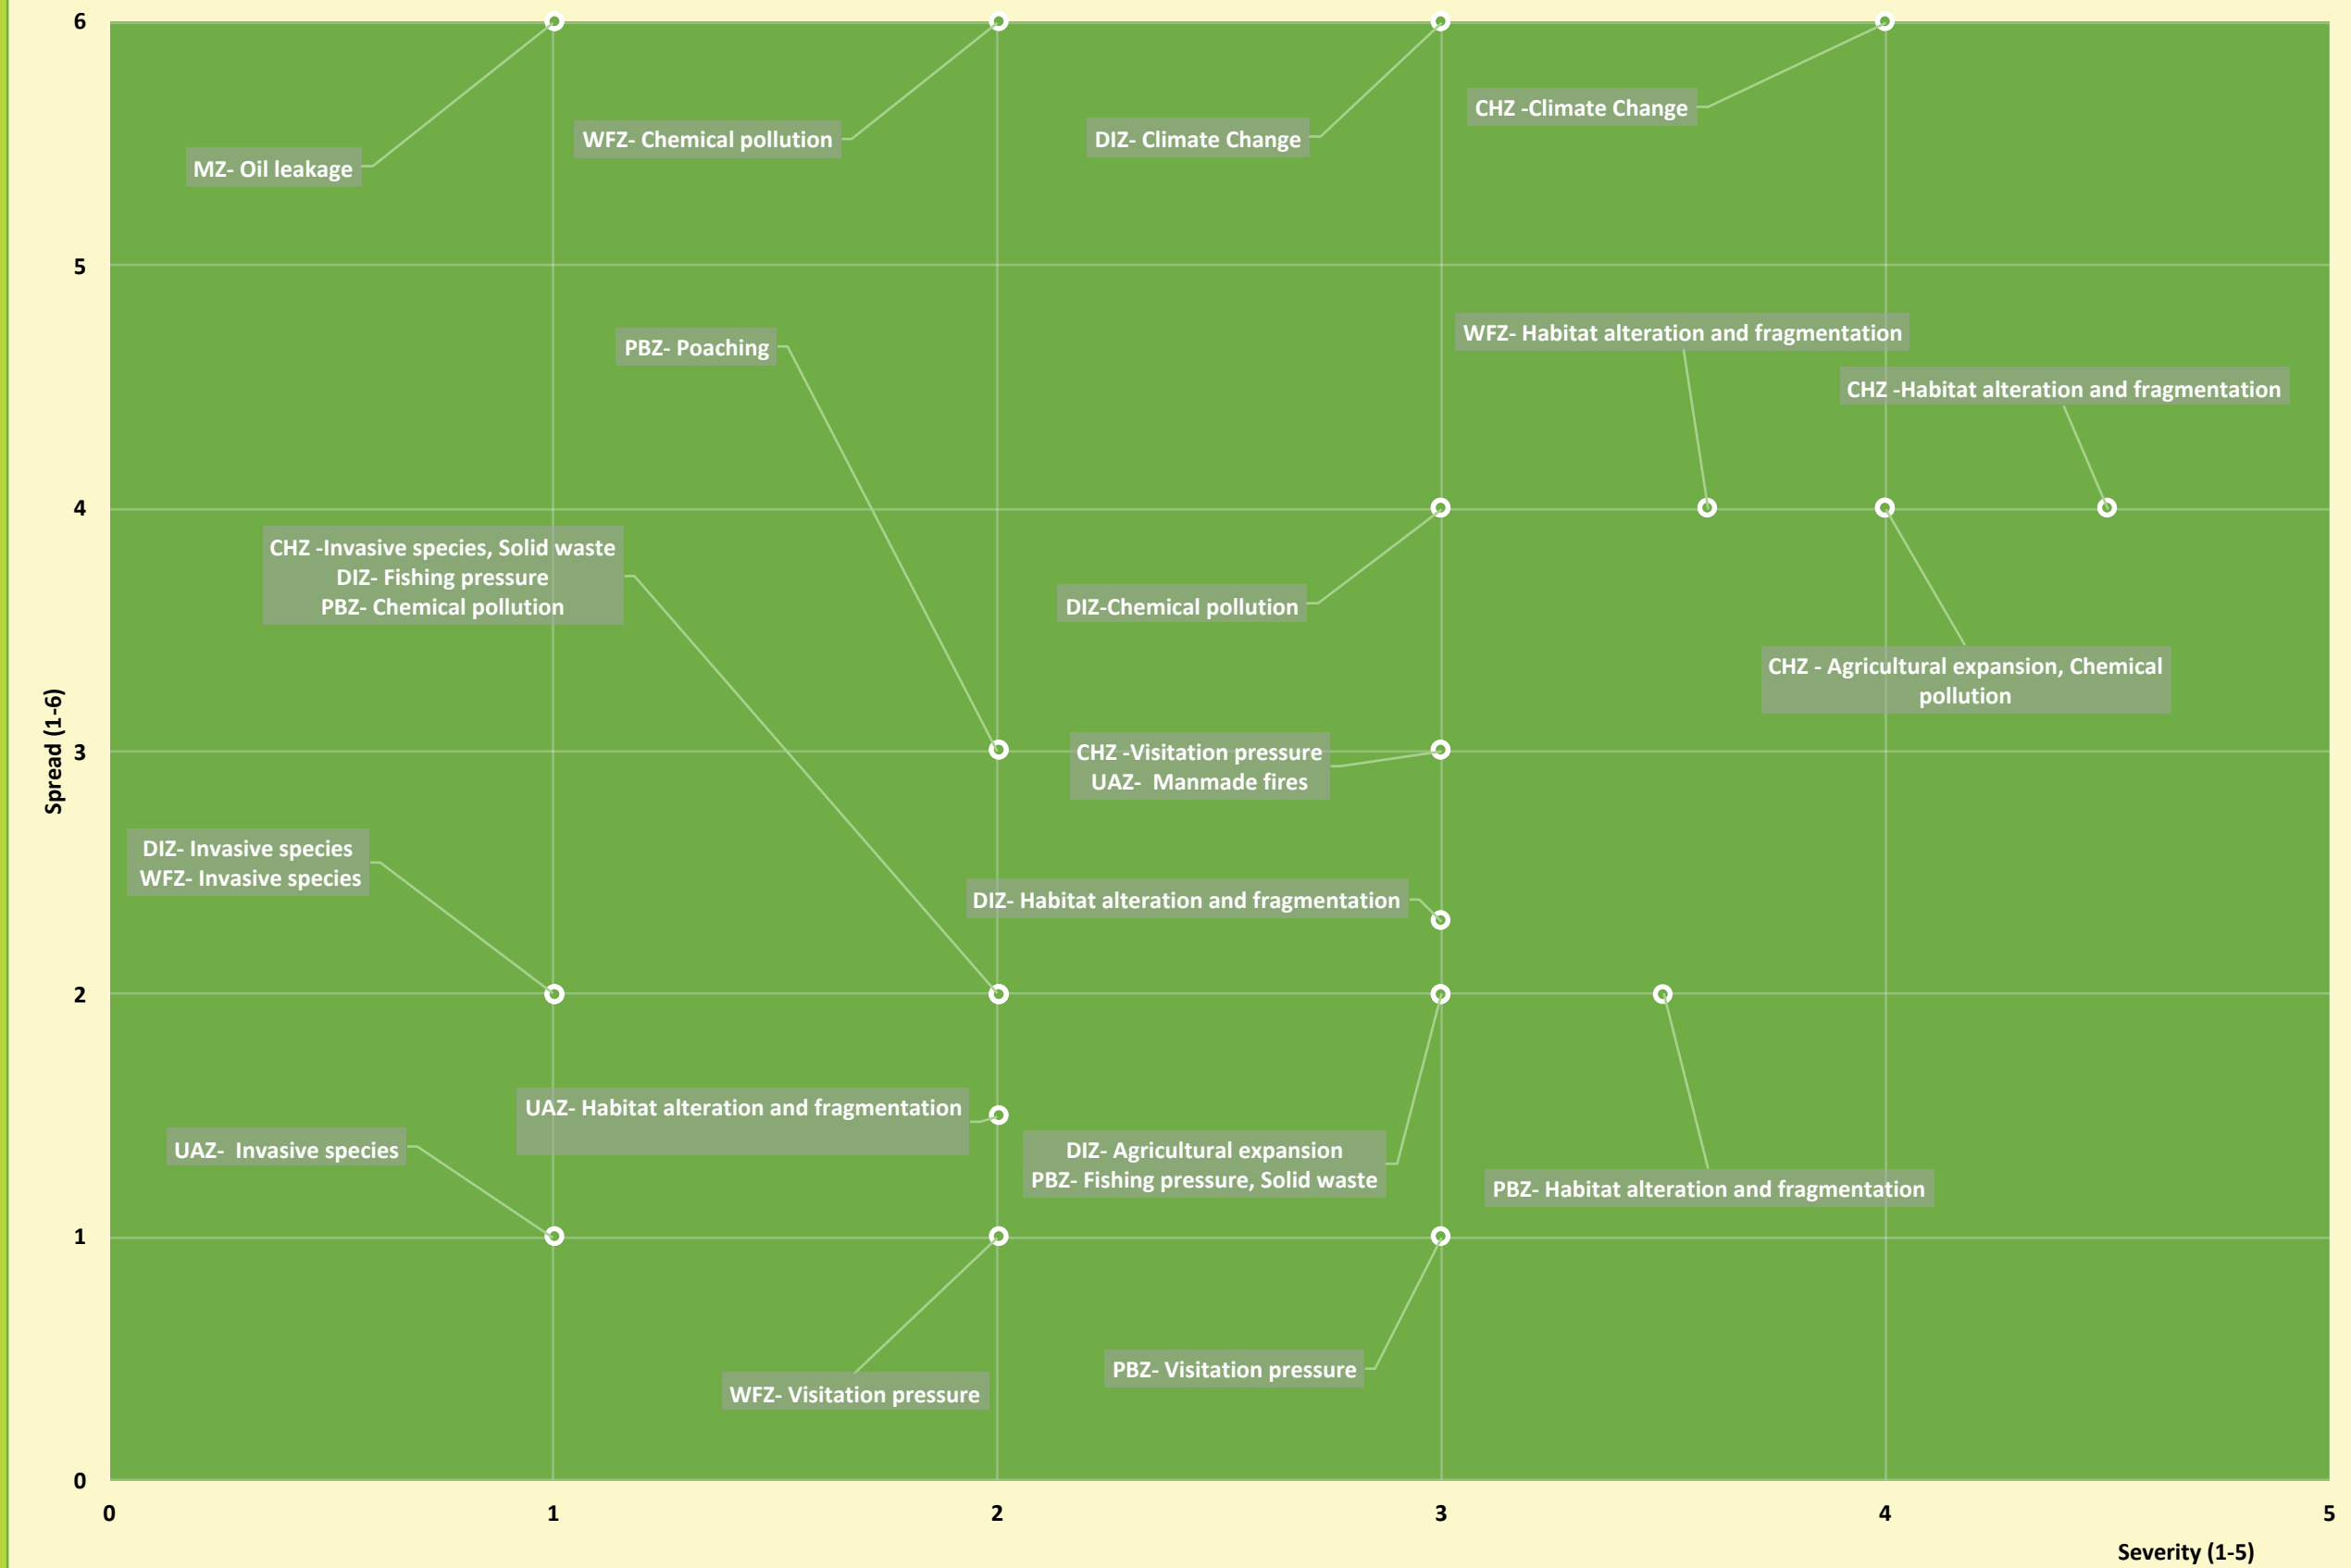 6
MZ- Oil leakage
WFZ- Chemical pollution
DIZ- Climate Change
CHZ -Climate Change
5
PBZ- Poaching
WFZ- Habitat alteration and fragmentation
CHZ -Habitat alteration and fragmentation
4
CHZ -Invasive species, Solid waste
DIZ- Fishing pressure
PBZ- Chemical pollution
DIZ-Chemical pollution
CHZ - Agricultural expansion, Chemical
pollution
Spread (1-6)
3
CHZ -Visitation pressure
UAZ-  Manmade fires
DIZ- Invasive species
WFZ- Invasive species
DIZ- Habitat alteration and fragmentation
2
UAZ- Habitat alteration and fragmentation
UAZ-  Invasive species
DIZ- Agricultural expansion
PBZ- Fishing pressure, Solid waste
PBZ- Habitat alteration and fragmentation
1
WFZ- Visitation pressure
PBZ- Visitation pressure
0
0 1 2 3 4 5
Severity (1-5)